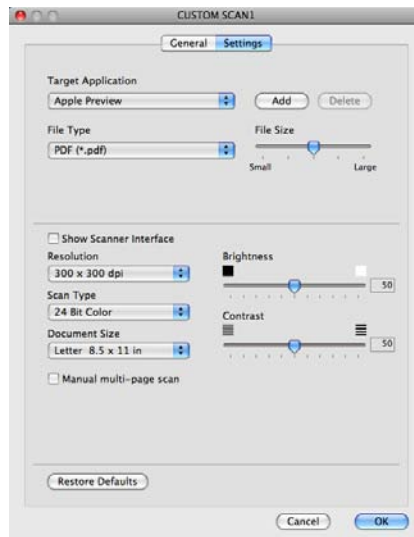 CUSTOM SCAN1
General Settings
Target Application
Apple Preview Add Delete
File Type File Size
PDF (*.pdf)
Small Large
Show Scanner Interface
Resolution Brightness
300 x 300 dpi 50
Scan Type
24 Bit Color Contrast
Document Size
Letter 8.5 x 11 in 50
Manual multi-page scan
Restore Defaults
Cancel OK